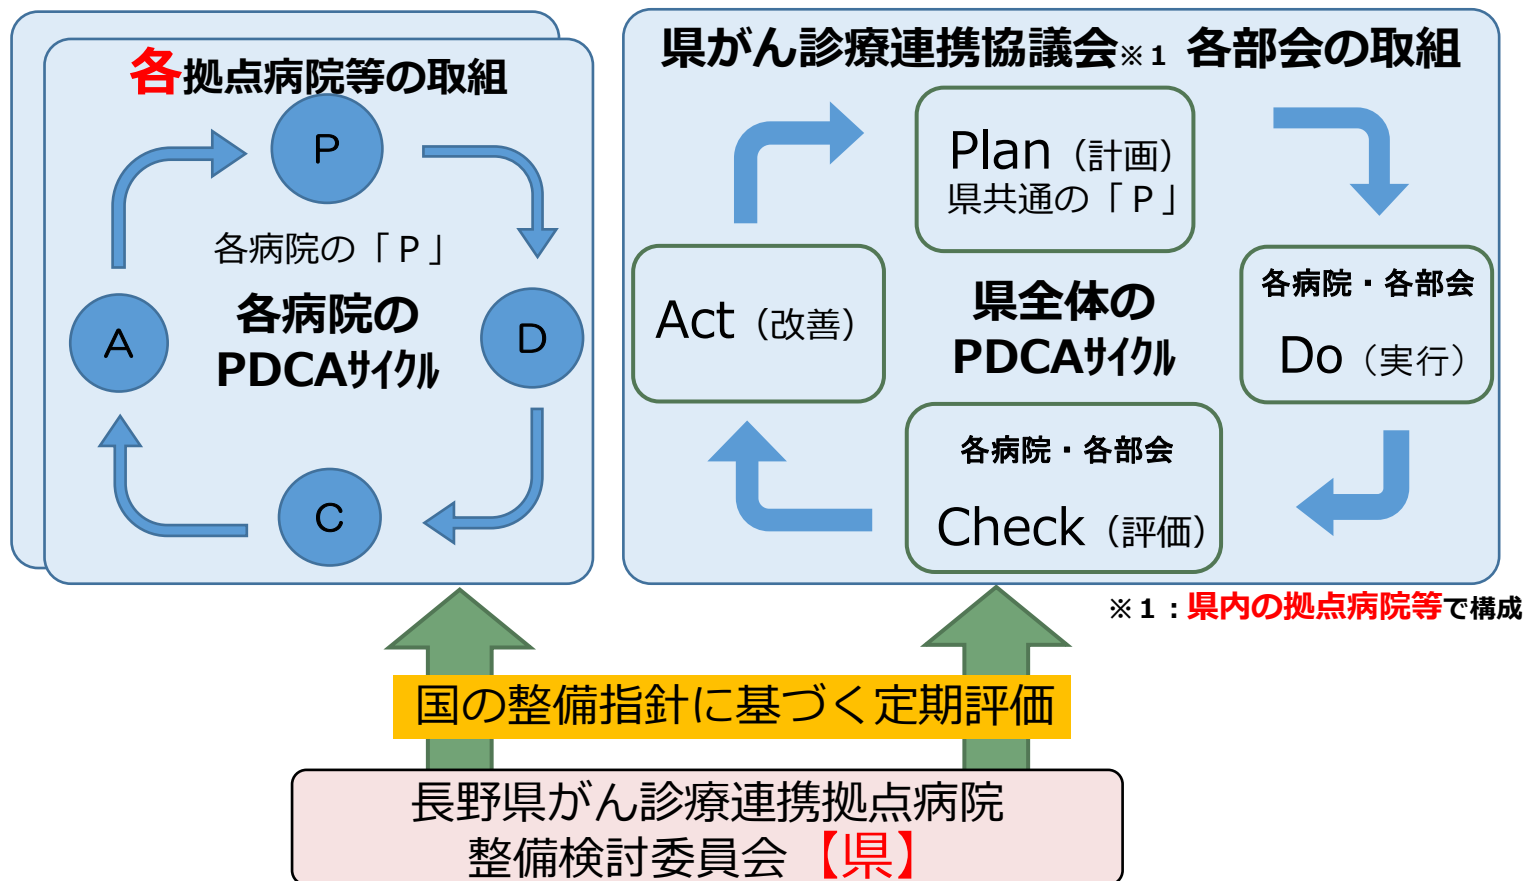 各拠点病院等の取組
P
各病院の「P」
各病院の
PDCAサイクル
A
D
C
県がん診療連携協議会※1 各部会の取組
Plan（計画）
県共通の「P」
Act（改善）
県全体の
PDCAサイクル
各病院・各部会
Do（実行）
各病院・各部会
Check（評価）
※1：県内の拠点病院等で構成
国の整備指針に基づく定期評価
長野県がん診療連携拠点病院
整備検討委員会【県】